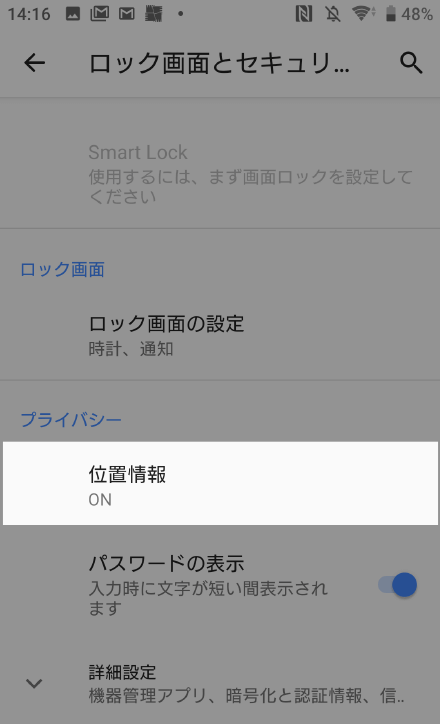 14:16 48%
ロック画面とセキュリ...
Smart Lock
使用するには、まず画面ロックを設定して
ください
ロック画面
ロック画面の設定
時計、通知
プライバシー
位置情報
ON
パスワードの表示
入力時に文字が短い間表示され
ます
詳細設定
機器管理アプリ、暗号化と認証情報、信..